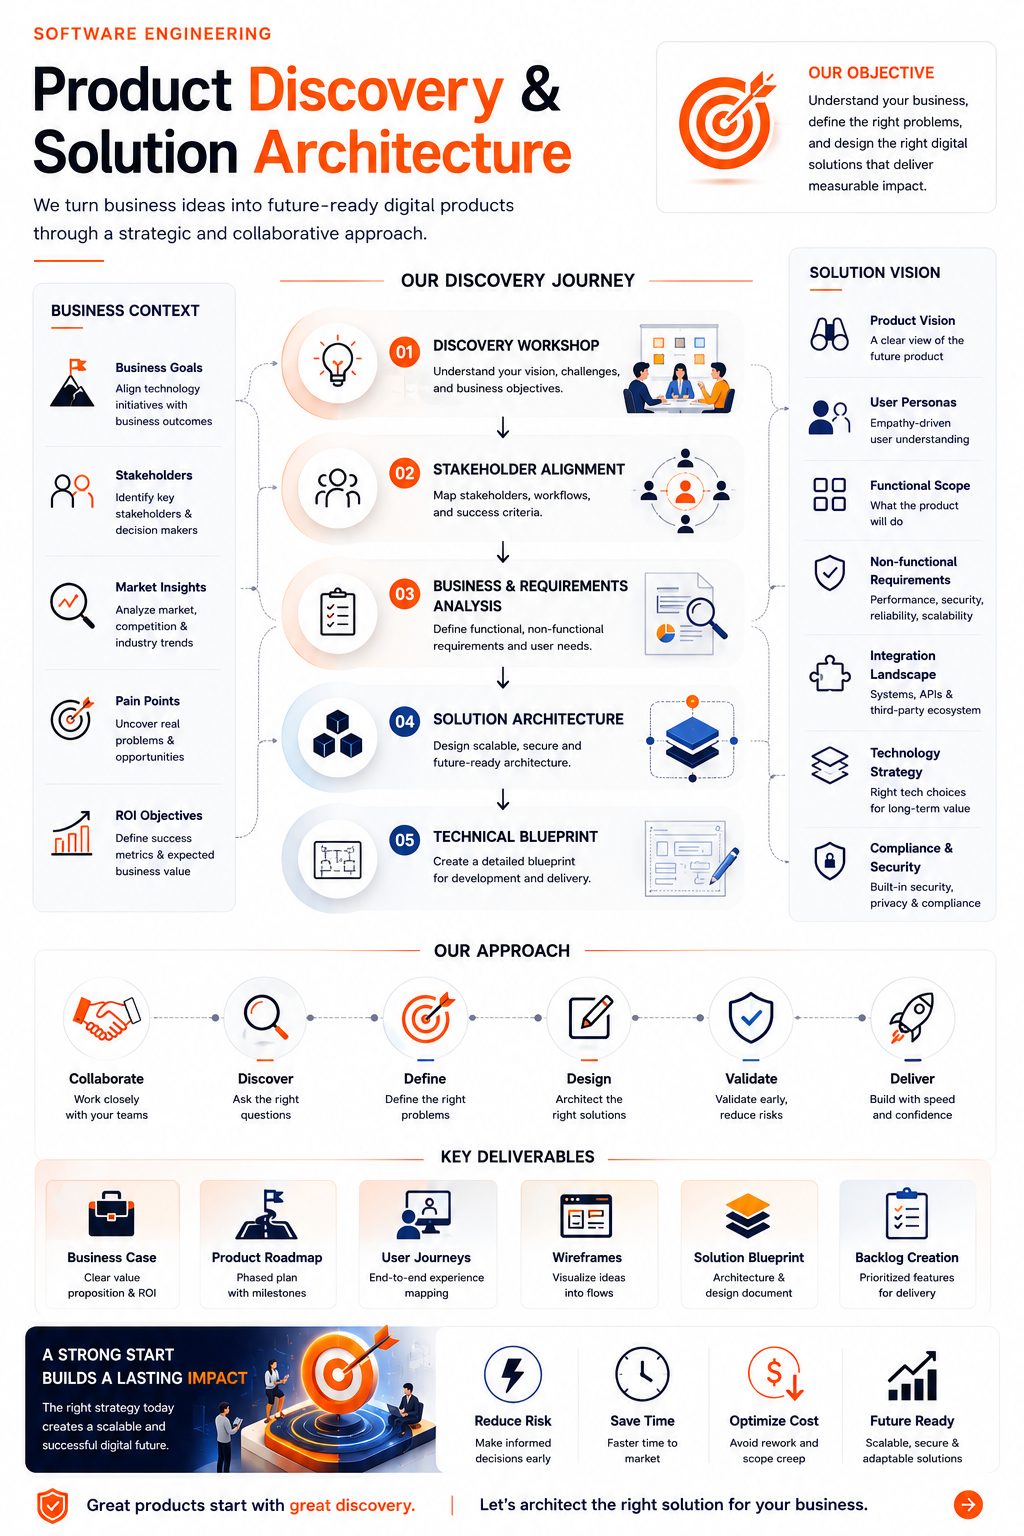 SOFTWARE ENGINEERING
Product Discovery &
Solution Architecture
We turn business ideas into future-ready digital products
through a strategic and collaborative approach.
OUR OBJECTIVE
Understand your business,
define the right problems,
and design the right digital
solutions that deliver
measurable impact.
BUSINESS CONTEXT
Business Goals
Align technology
initiatives with
business outcomes
Stakeholders
Identify key
stakeholders &
decision makers
Market Insights
Analyze market,
competition &
industry trends
Pain Points
Uncover real
problems &
opportunities
ROI Objectives
Define success
metrics & expected
business value
OUR DISCOVERY JOURNEY
01
DISCOVERY WORKSHOP
Understand your vision, challenges,
and business objectives.
02
STAKEHOLDER ALIGNMENT
Map stakeholders, workflows,
and success criteria.
03
BUSINESS & REQUIREMENTS
ANALYSIS
Define functional, non-functional
requirements and user needs.
04
SOLUTION ARCHITECTURE
Design scalable, secure and
future-ready architecture.
05
TECHNICAL BLUEPRINT
Create a detailed blueprint
for development and delivery.
SOLUTION VISION
Product Vision
A clear view of the
future product
User Personas
Empathy-driven
user understanding
Functional Scope
What the product
will do
Non-functional
Requirements
Performance, security,
reliability, scalability
Integration
Landscape
Systems, APIs &
third-party ecosystem
Technology
Strategy
Right tech choices
for long-term value
Compliance &
Security
Built-in security,
privacy & compliance
OUR APPROACH
Collaborate
Work closely
with your teams
Discover
Ask the right
questions
Define
Define the right
problems
Design
Architect the
right solutions
Validate
Validate early,
reduce risks
Deliver
Build with speed
and confidence
KEY DELIVERABLES
Business Case
Clear value
proposition & ROI
Product Roadmap
Phased plan
with milestones
User Journeys
End-to-end experience
mapping
Wireframes
Visualize ideas
into flows
Solution Blueprint
Architecture &
design document
Backlog Creation
Prioritized features
for delivery
A STRONG START
BUILDS A LASTING IMPACT
The right strategy today
creates a scalable and
successful digital future.
Reduce Risk
Make informed
decisions early
Save Time
Faster time to
market
$
Optimize Cost
Avoid rework and
scope creep
Future Ready
Scalable, secure &
adaptable solutions
Great products start with great discovery.
Let's architect the right solution for your business.